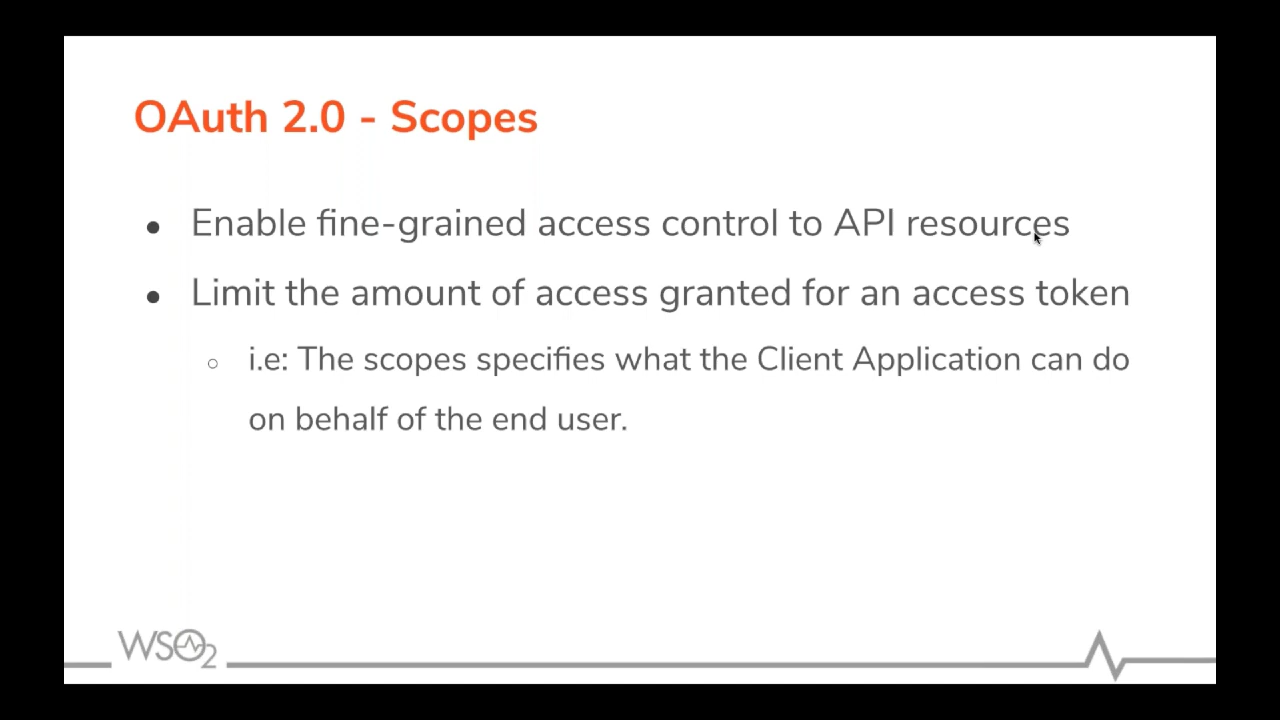 OAuth 2.0 - Scopes
● Enable fine-grained access control to API resources
● Limit the amount of access granted for an access token
○ i.e: The scopes specifies what the Client Application can do
on behalf of the end user.
WSO2